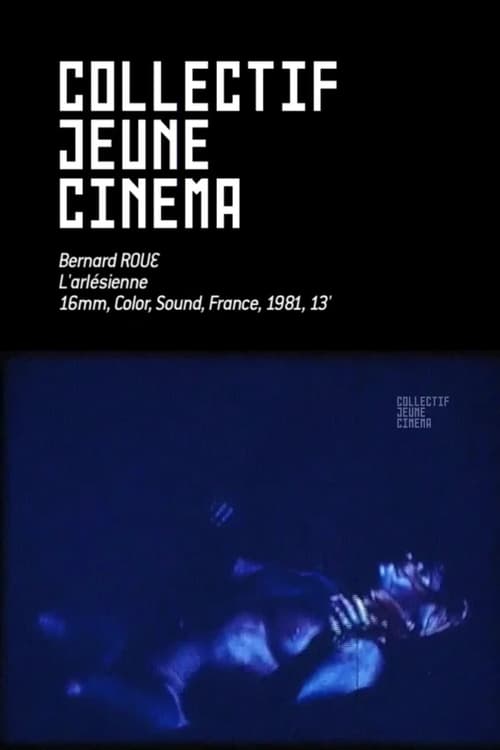 COLLECTIF
JEUNE
CINEMA
Bernard ROUE
L'arlésienne
16mm, Color, Sound, France, 1981, 13'
COLLECTIF
JEUNE
CINEMA